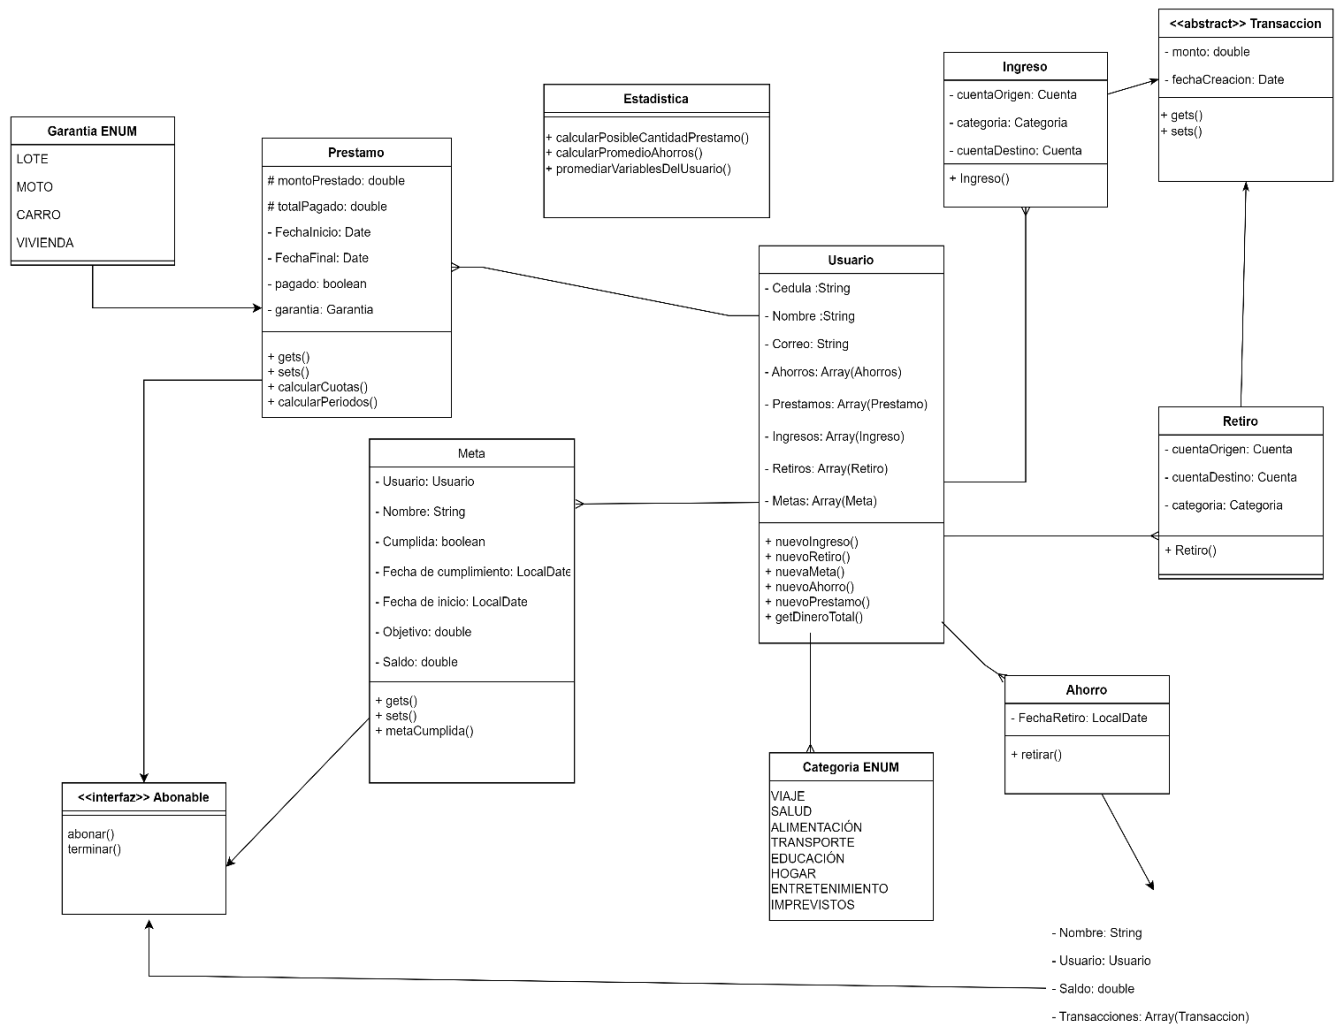 <<abstract>> Transaccion
- monto: double
- fechaCreacion: Date
+ gets()
+ sets()
Ingreso
- cuentaOrigen: Cuenta
- categoria: Categoria
- cuentaDestino: Cuenta
+ Ingreso()
Estadistica
+ calcularPosibleCantidadPrestamo()
+ calcularPromedioAhorros()
+ promediarVariablesDelUsuario()
Garantia ENUM
LOTE
MOTO
CARRO
VIVIENDA
Prestamo
# montoPrestado: double
# totalPagado: double
- FechaInicio: Date
- FechaFinal: Date
- pagado: boolean
- garantia: Garantia
+ gets()
+ sets()
+ calcularCuotas()
+ calcularPeriodos()
Usuario
- Cedula :String
- Nombre :String
- Correo: String
- Ahorros: Array(Ahorros)
- Prestamos: Array(Prestamo)
- Ingresos: Array(Ingreso)
- Retiros: Array(Retiro)
- Metas: Array(Meta)
+ nuevoIngreso()
+ nuevoRetiro()
+ nuevaMeta()
+ nuevoAhorro()
+ nuevoPrestamo()
+ getDineroTotal()
Retiro
- cuentaOrigen: Cuenta
- cuentaDestino: Cuenta
- categoria: Categoria
+ Retiro()
Meta
- Usuario: Usuario
- Nombre: String
- Cumplida: boolean
- Fecha de cumplimiento: LocalDate
- Fecha de inicio: LocalDate
- Objetivo: double
- Saldo: double
+ gets()
+ sets()
+ metaCumplida()
Ahorro
- FechaRetiro: LocalDate
+ retirar()
Categoria ENUM
VIAJE
SALUD
ALIMENTACIÓN
TRANSPORTE
EDUCACIÓN
HOGAR
ENTRETENIMIENTO
IMPREVISTOS
<<interfaz>> Abonable
abonar()
terminar()
- Nombre: String
- Usuario: Usuario
- Saldo: double
- Transacciones: Array(Transaccion)